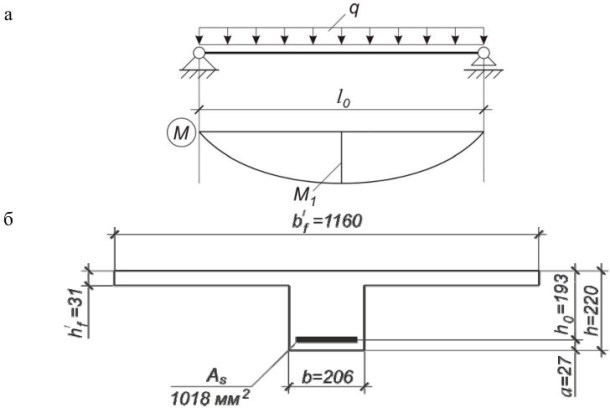 а
q
l₀
M
M₁
б
b'f =1160
h'f =31
h₀=193
h=220
a=27
As
1018 мм²
b=206